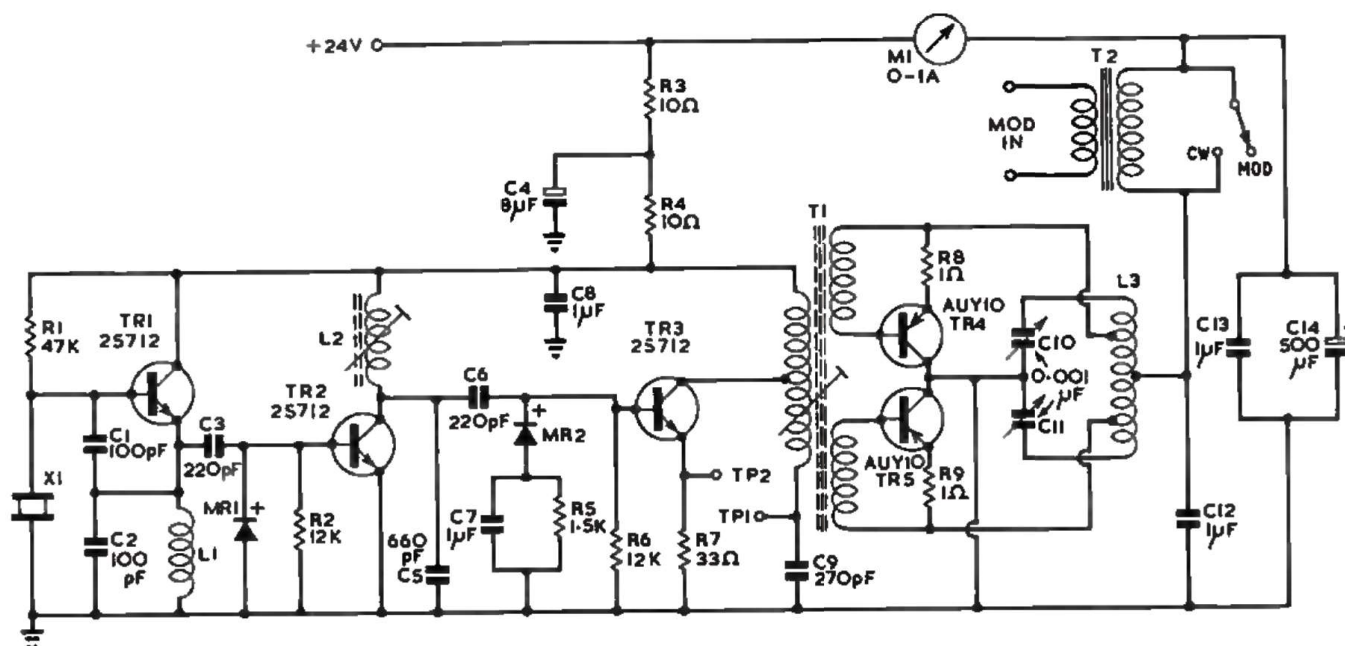 +24V
M1
0-1A
T2
MOD
IN
CW
MOD
R3
10Ω
C4
8µF
R4
10Ω
T1
R1
47K
TR1
2S712
L2
C8
1µF
TR3
2S712
R8
1Ω
AUY10
TR4
L3
C10
0·001
µF
C11
C13
1µF
C14
500
µF
+
TR2
2S712
C6
220pF
+
MR2
C3
220pF
C1
100pF
X1
C2
100
pF
L1
MR1
+
R2
12K
660
pF
C5
C7
1µF
R5
1.5K
R6
12K
R7
33Ω
TP2
TP1
C9
270pF
AUY10
TR5
R9
1Ω
C12
1µF